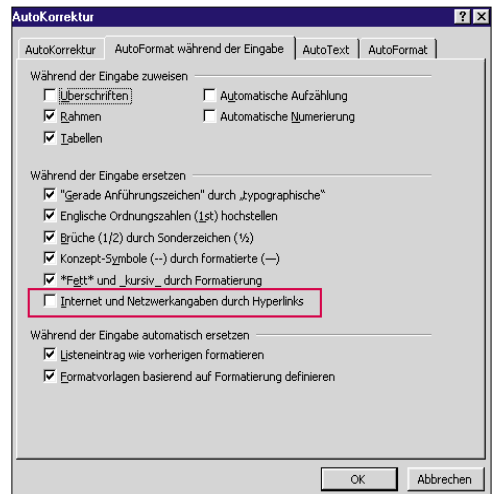 AutoKorrektur ? X
AutoKorrektur AutoFormat während der Eingabe AutoText AutoFormat
Während der Eingabe zuweisen
Überschriften Automatische Aufzählung
Rahmen Automatische Numerierung
Tabellen
Während der Eingabe ersetzen
"Gerade Anführungszeichen" durch „typographische“
Englische Ordnungszahlen (1st) hochstellen
Brüche (1/2) durch Sonderzeichen (½)
Konzept-Symbole (--) durch formatierte (—)
*Fett* und _kursiv_ durch Formatierung
Internet und Netzwerkangaben durch Hyperlinks
Während der Eingabe automatisch ersetzen
Listeneintrag wie vorherigen formatieren
Formatvorlagen basierend auf Formatierung definieren
OK Abbrechen